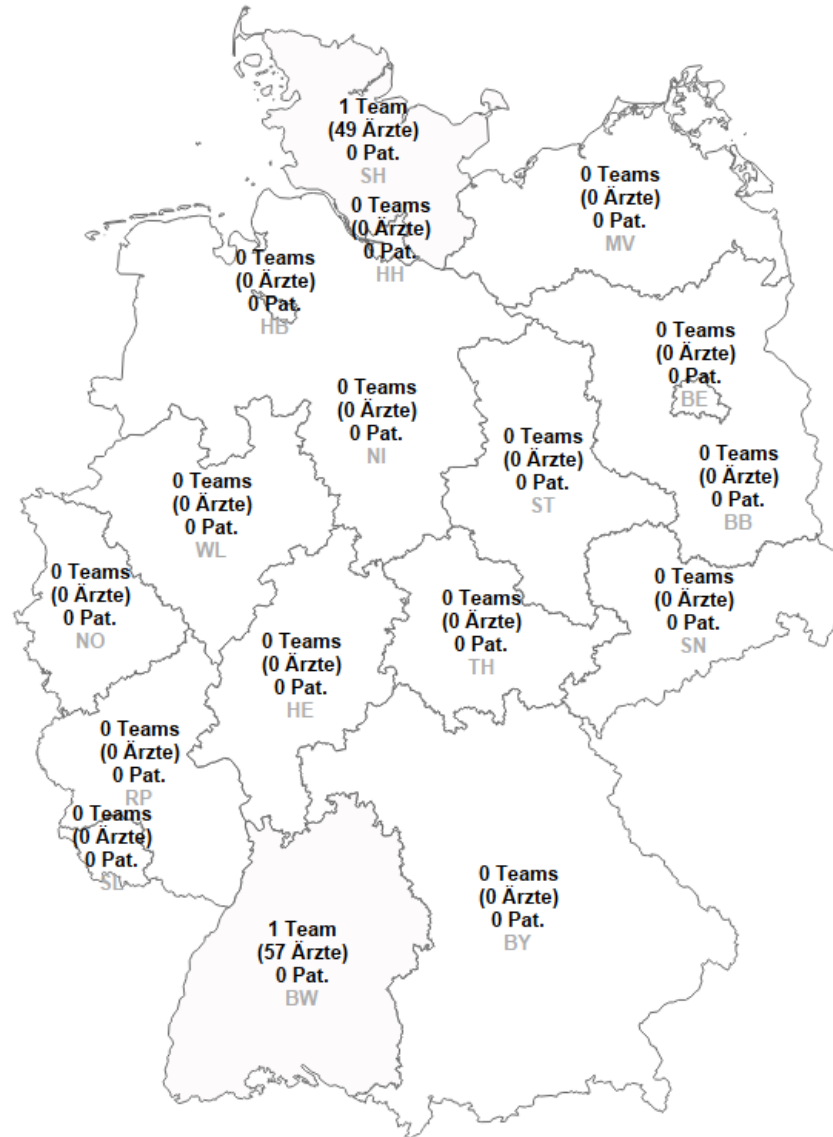 1 Team
(49 Ärzte)
0 Pat.
SH
0 Teams
(0 Ärzte)
0 Pat.
MV
0 Teams
(0 Ärzte)
0 Pat.
HH
0 Teams
(0 Ärzte)
0 Pat.
HB
0 Teams
(0 Ärzte)
0 Pat.
BE
0 Teams
(0 Ärzte)
0 Pat.
NI
0 Teams
(0 Ärzte)
0 Pat.
ST
0 Teams
(0 Ärzte)
0 Pat.
BB
0 Teams
(0 Ärzte)
0 Pat.
WL
0 Teams
(0 Ärzte)
0 Pat.
NO
0 Teams
(0 Ärzte)
0 Pat.
SN
0 Teams
(0 Ärzte)
0 Pat.
TH
0 Teams
(0 Ärzte)
0 Pat.
HE
0 Teams
(0 Ärzte)
0 Pat.
RP
0 Teams
(0 Ärzte)
0 Pat.
SL
0 Teams
(0 Ärzte)
0 Pat.
BY
1 Team
(57 Ärzte)
0 Pat.
BW